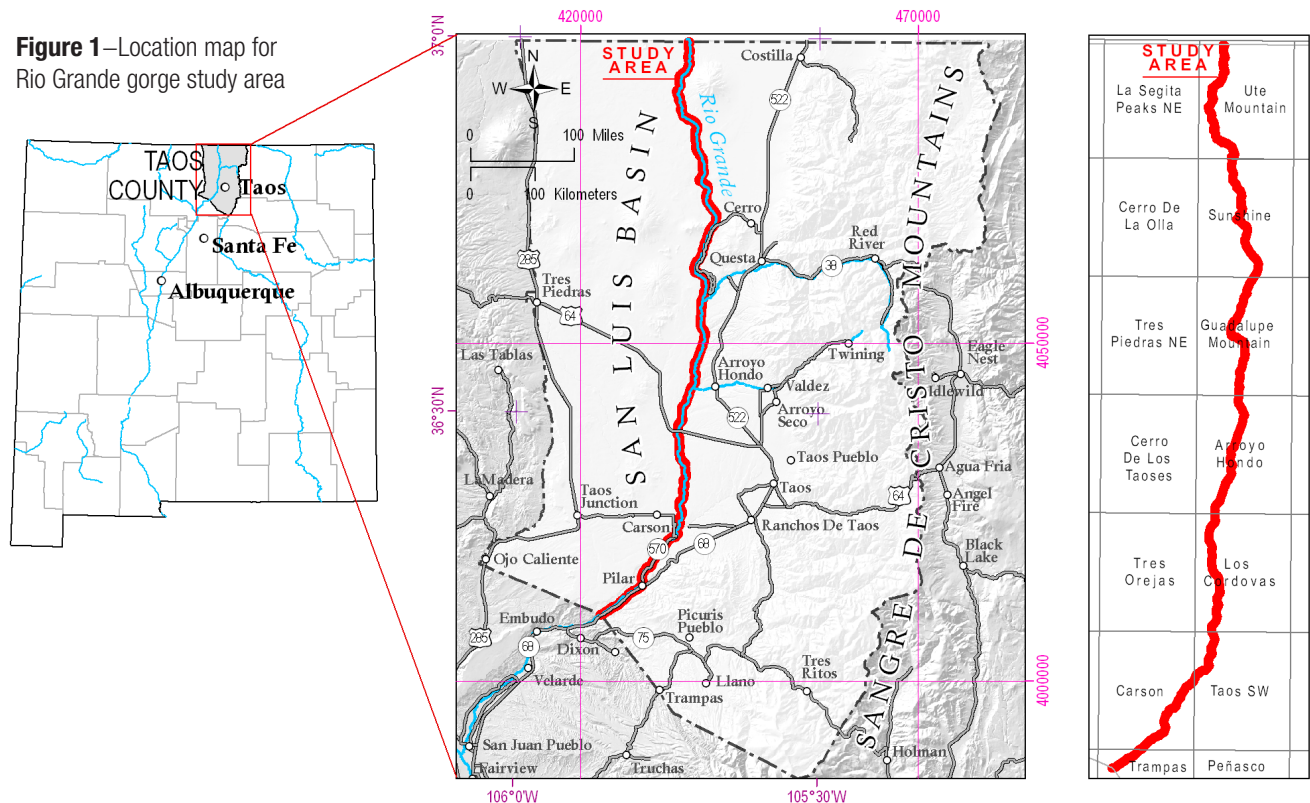 Figure 1–Location map for
Rio Grande gorge study area
TAOS
COUNTY
Taos
Santa Fe
Albuquerque
420000
470000
37°0'N
36°30'N
4050000
4000000
106°0'W
105°30'W
N
W
E
S
0
100 Miles
0
100 Kilometers
STUDY
AREA
Rio Grande
SAN LUIS BASIN
SANGRE DE CRISTO MOUNTAINS
Costilla
522
Cerro
Questa
Red
River
38
285
Tres
Piedras
64
Las Tablas
Arroyo
Hondo
Twining
Valdez
Arroyo
Seco
522
Eagle
Nest
Idlewild
Taos Pueblo
LaMadera
Taos
Junction
Taos
Carson
Ranchos De Taos
64
Agua Fria
Angel
Fire
Ojo Caliente
570
68
Black
Lake
Pilar
Embudo
285
68
Dixon
75
Picuris
Pueblo
Velarde
Llano
Trampas
Tres
Ritos
San Juan Pueblo
Fairview
Truchas
Holman
STUDY
AREA
La Segita
Peaks NE
Ute
Mountain
Cerro De
La Olla
Sunshine
Tres
Piedras NE
Guadalupe
Mountain
Cerro
De Los
Taoses
Arroyo
Hondo
Tres
Orejas
Los
Cordovas
Carson
Taos SW
Trampas
Peñasco